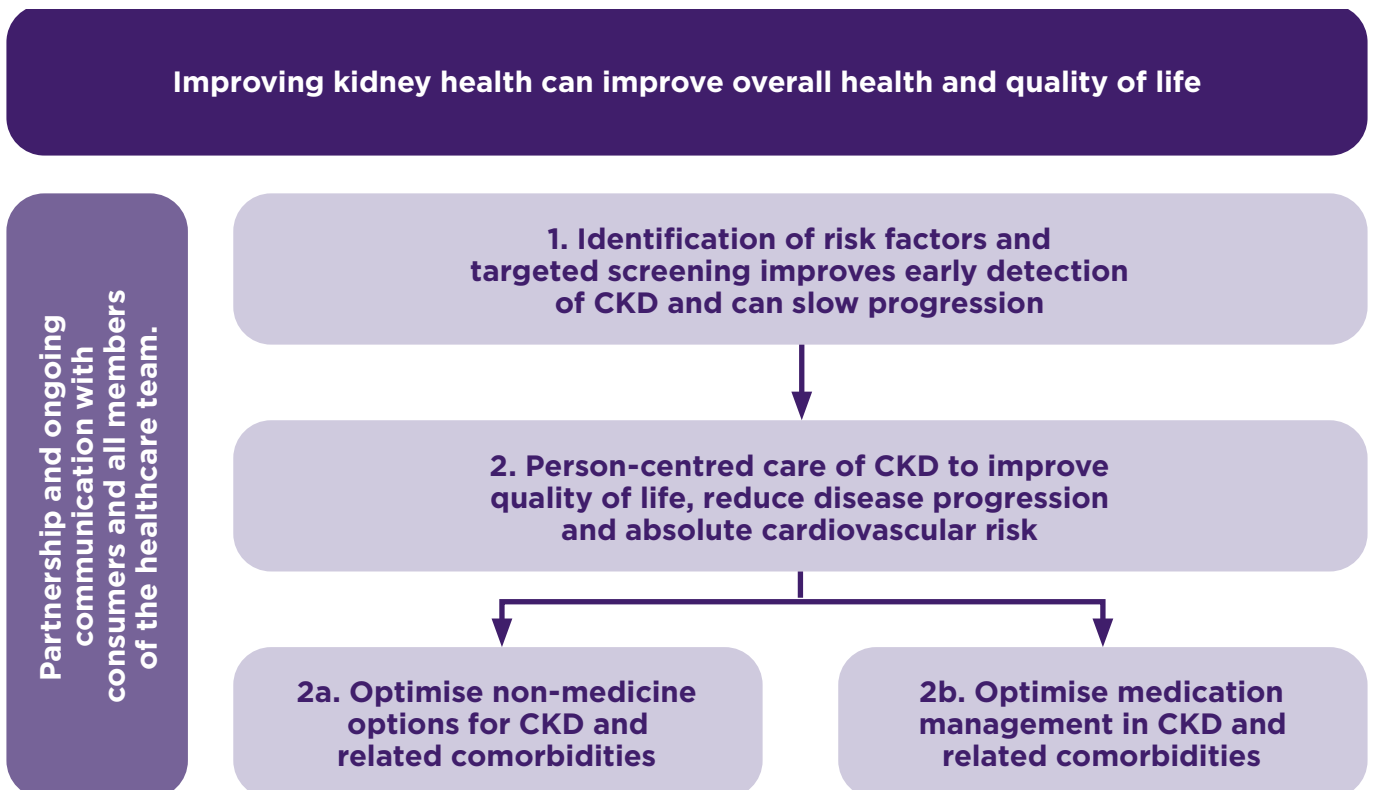 Improving kidney health can improve overall health and quality of life
Partnership and ongoing
communication with
consumers and all members
of the healthcare team.
1. Identification of risk factors and
targeted screening improves early detection
of CKD and can slow progression
2. Person-centred care of CKD to improve
quality of life, reduce disease progression
and absolute cardiovascular risk
2a. Optimise non-medicine
options for CKD and
related comorbidities
2b. Optimise medication
management in CKD and
related comorbidities